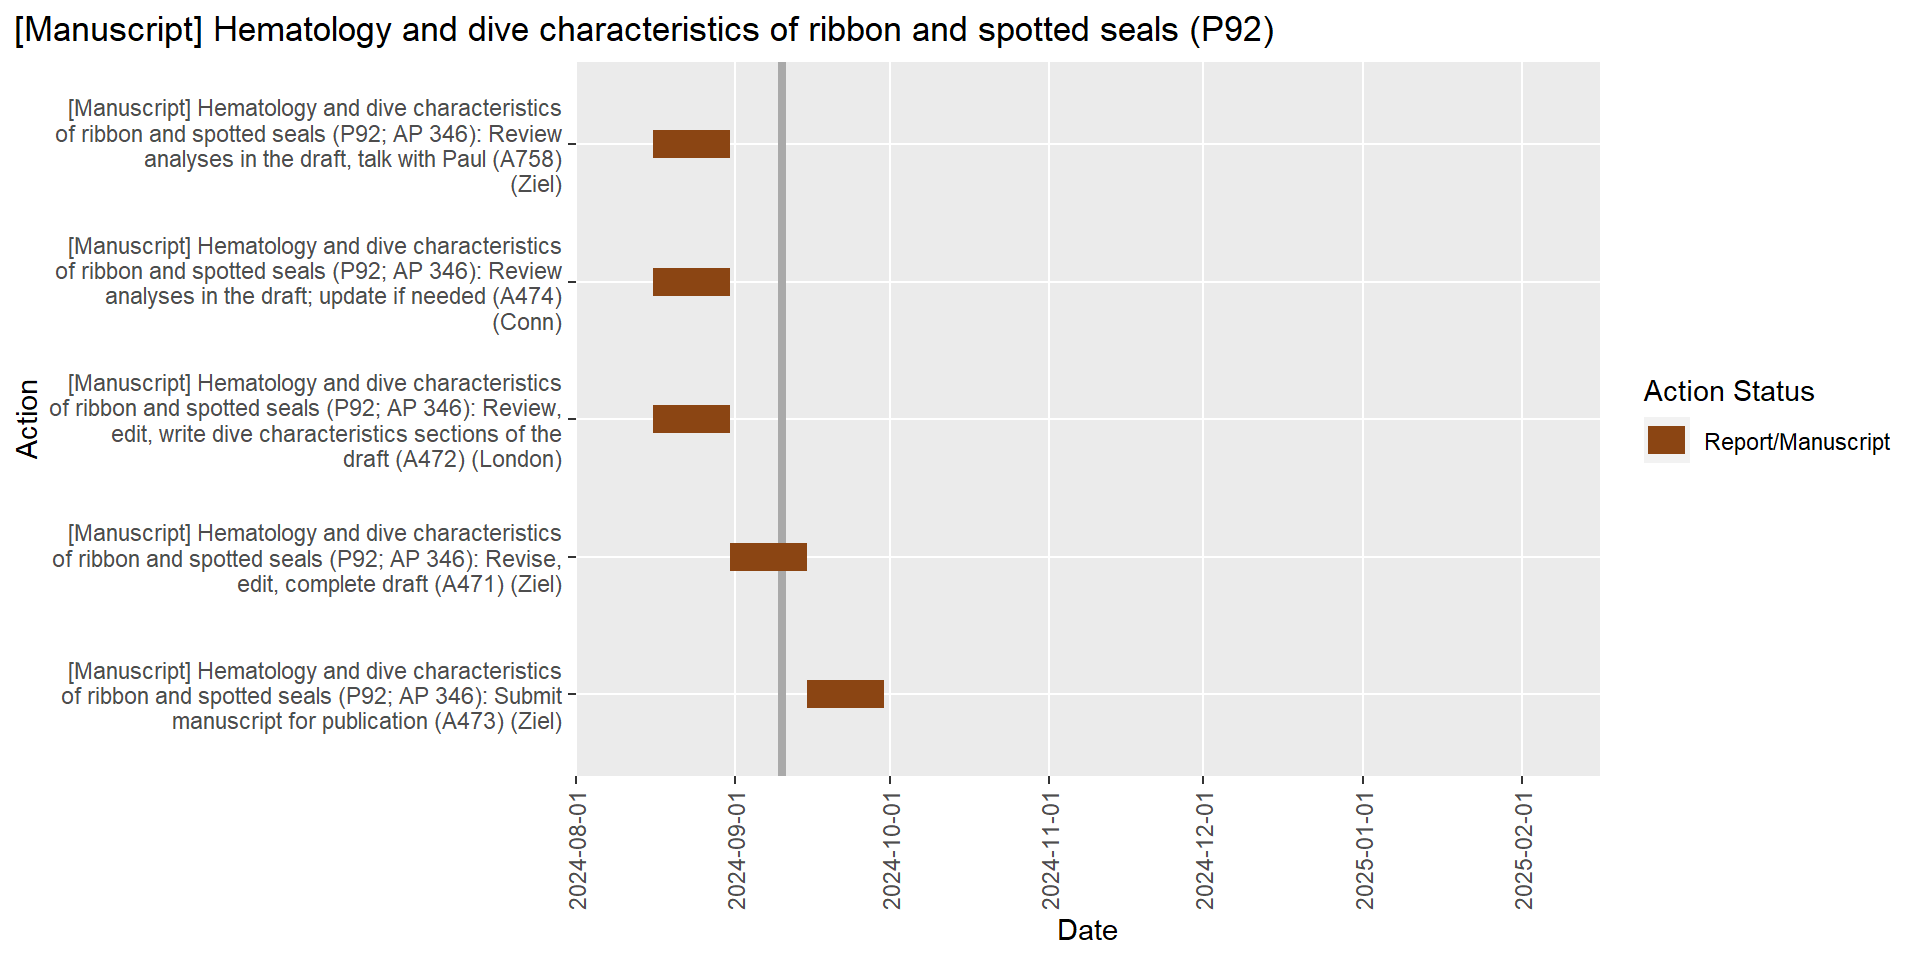 [Manuscript] Hematology and dive characteristics of ribbon and spotted seals (P92)
[Manuscript] Hematology and dive characteristics
of ribbon and spotted seals (P92; AP 346): Review
analyses in the draft, talk with Paul (A758)
(Ziel)
[Manuscript] Hematology and dive characteristics
of ribbon and spotted seals (P92; AP 346): Review
analyses in the draft; update if needed (A474)
(Conn)
[Manuscript] Hematology and dive characteristics
of ribbon and spotted seals (P92; AP 346): Review,
edit, write dive characteristics sections of the
draft (A472) (London)
[Manuscript] Hematology and dive characteristics
of ribbon and spotted seals (P92; AP 346): Revise,
edit, complete draft (A471) (Ziel)
[Manuscript] Hematology and dive characteristics
of ribbon and spotted seals (P92; AP 346): Submit
manuscript for publication (A473) (Ziel)
Action
2024-08-01
2024-09-01
2024-10-01
2024-11-01
2024-12-01
2025-01-01
2025-02-01
Date
Action Status
Report/Manuscript